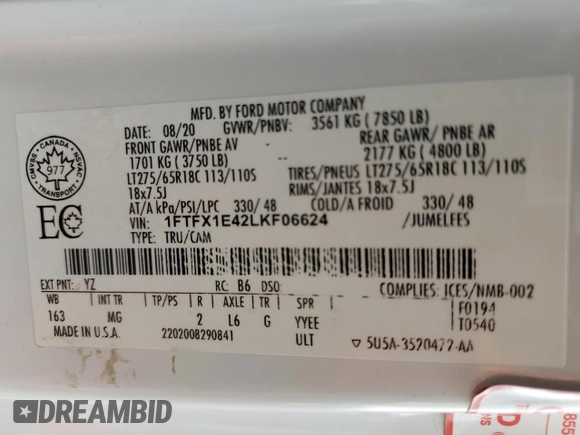 MFD. BY FORD MOTOR COMPANY
DATE: 08/20 GVWR/PNBV: 3561 KG ( 7850 LB)
FRONT GAWR/PNBE AV REAR GAWR/ PNBE AR
1701 KG ( 3750 LB) 2177 KG ( 4800 LB)
LT275/65R18C 113/110S TIRES/PNEUS LT275/65R18C 113/110S
18x7.5J RIMS/JANTES 18x7.5J
AT/A kPa/PSI/LPC 330/ 48 COLD/A FROID 330/ 48
VIN: 1FTFX1E42LKF06624 /JUMELEES
TYPE: TRU/CAM
CANADA
CMVSS 977 NSVAC
EC
EXT PNT: YZ RC: B6 DSO: COMPLIES: ICES/NMB-002
WB INT TR TP/PS R AXLE TR SPR F0194
163 MG 2 L6 G YYEE T0540
MADE IN U.S.A. 2202008290841 ULT ▽ 5U5A-3520472-AA
855
DREAMBID